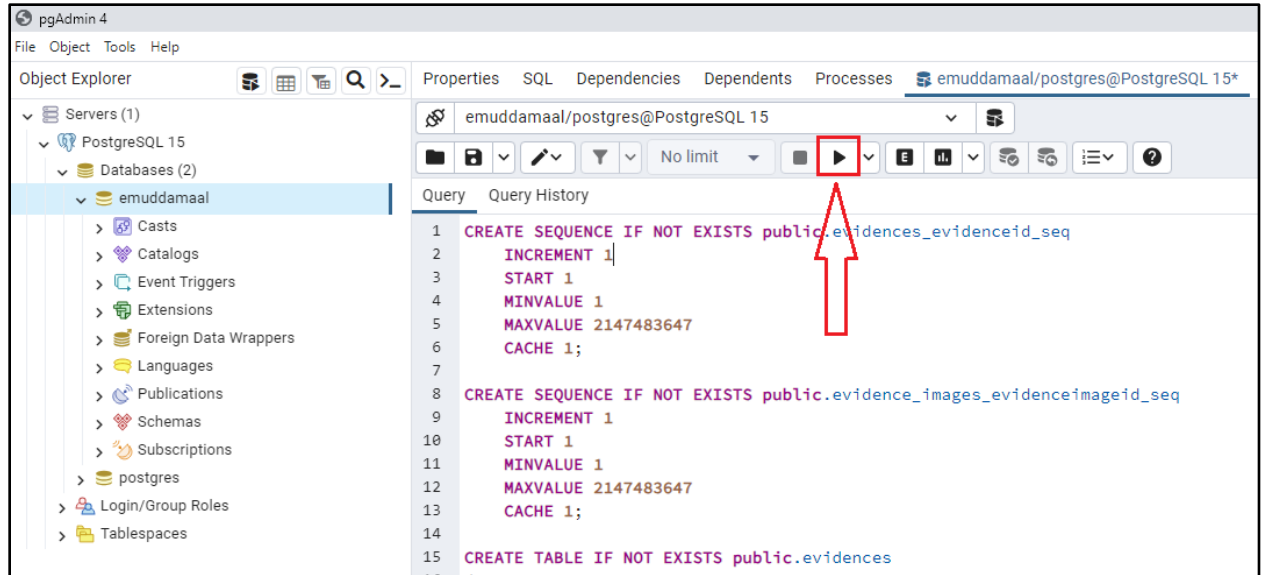 pgAdmin 4
File Object Tools Help
Object Explorer
Properties SQL Dependencies Dependents Processes emuddamaal/postgres@PostgreSQL 15*
Servers (1)
PostgreSQL 15
Databases (2)
emuddamaal
Casts
Catalogs
Event Triggers
Extensions
Foreign Data Wrappers
Languages
Publications
Schemas
Subscriptions
postgres
Login/Group Roles
Tablespaces
emuddamaal/postgres@PostgreSQL 15
No limit
E
Query Query History
1 CREATE SEQUENCE IF NOT EXISTS public.evidences_evidenceid_seq
2 INCREMENT 1
3 START 1
4 MINVALUE 1
5 MAXVALUE 2147483647
6 CACHE 1;
7
8 CREATE SEQUENCE IF NOT EXISTS public.evidence_images_evidenceimageid_seq
9 INCREMENT 1
10 START 1
11 MINVALUE 1
12 MAXVALUE 2147483647
13 CACHE 1;
14
15 CREATE TABLE IF NOT EXISTS public.evidences